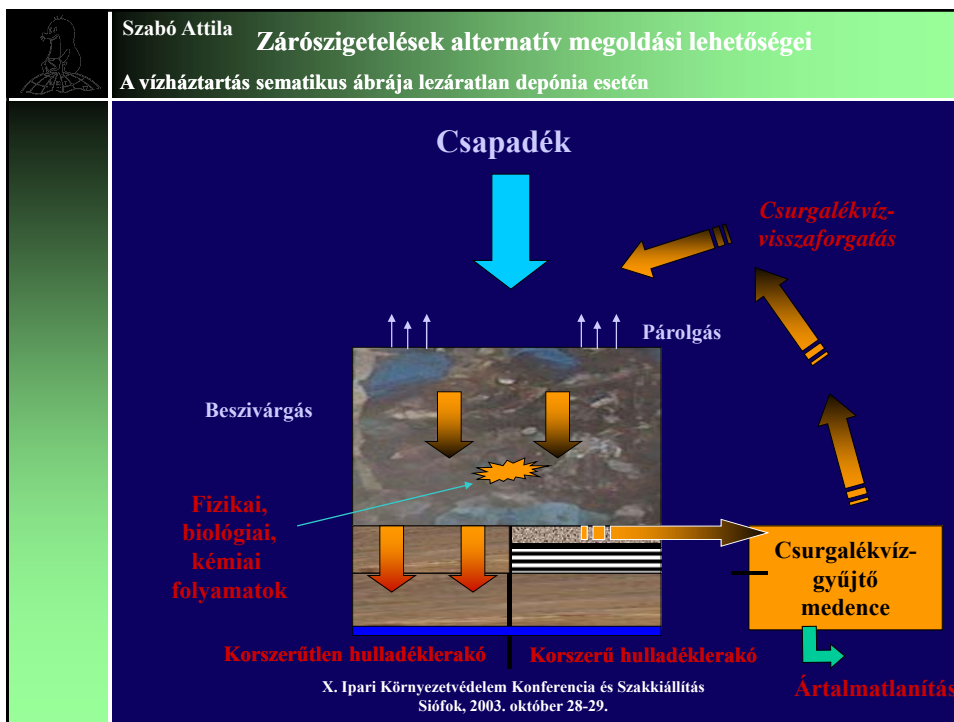 Szabó Attila
Zárószigetelések alternatív megoldási lehetőségei
A vízháztartás sematikus ábrája lezáratlan depónia esetén
Csapadék
Csurgalékvíz-
visszaforgatás
Párolgás
Beszivárgás
Fizikai,
biológiai,
kémiai
folyamatok
Csurgalékvíz-
gyűjtő
medence
Korszerűtlen hulladéklerakó
Korszerű hulladéklerakó
Ártalmatlanítás
X. Ipari Környezetvédelem Konferencia és Szakkiállítás
Siófok, 2003. október 28-29.